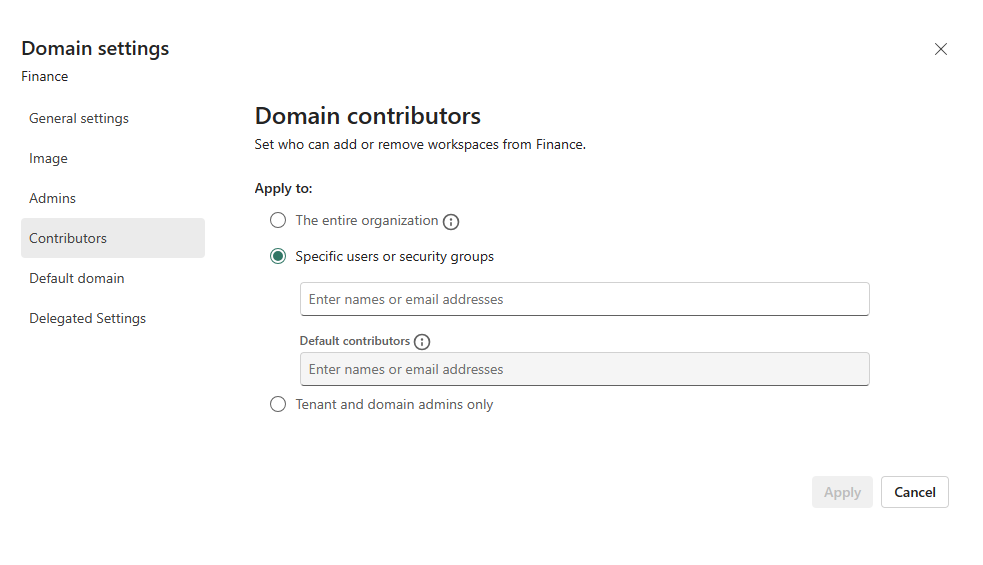 Domain settings
Finance
General settings
Image
Admins
Contributors
Default domain
Delegated Settings
Domain contributors
Set who can add or remove workspaces from Finance.
Apply to:
The entire organization
Specific users or security groups
Enter names or email addresses
Default contributors
Enter names or email addresses
Tenant and domain admins only
Apply
Cancel